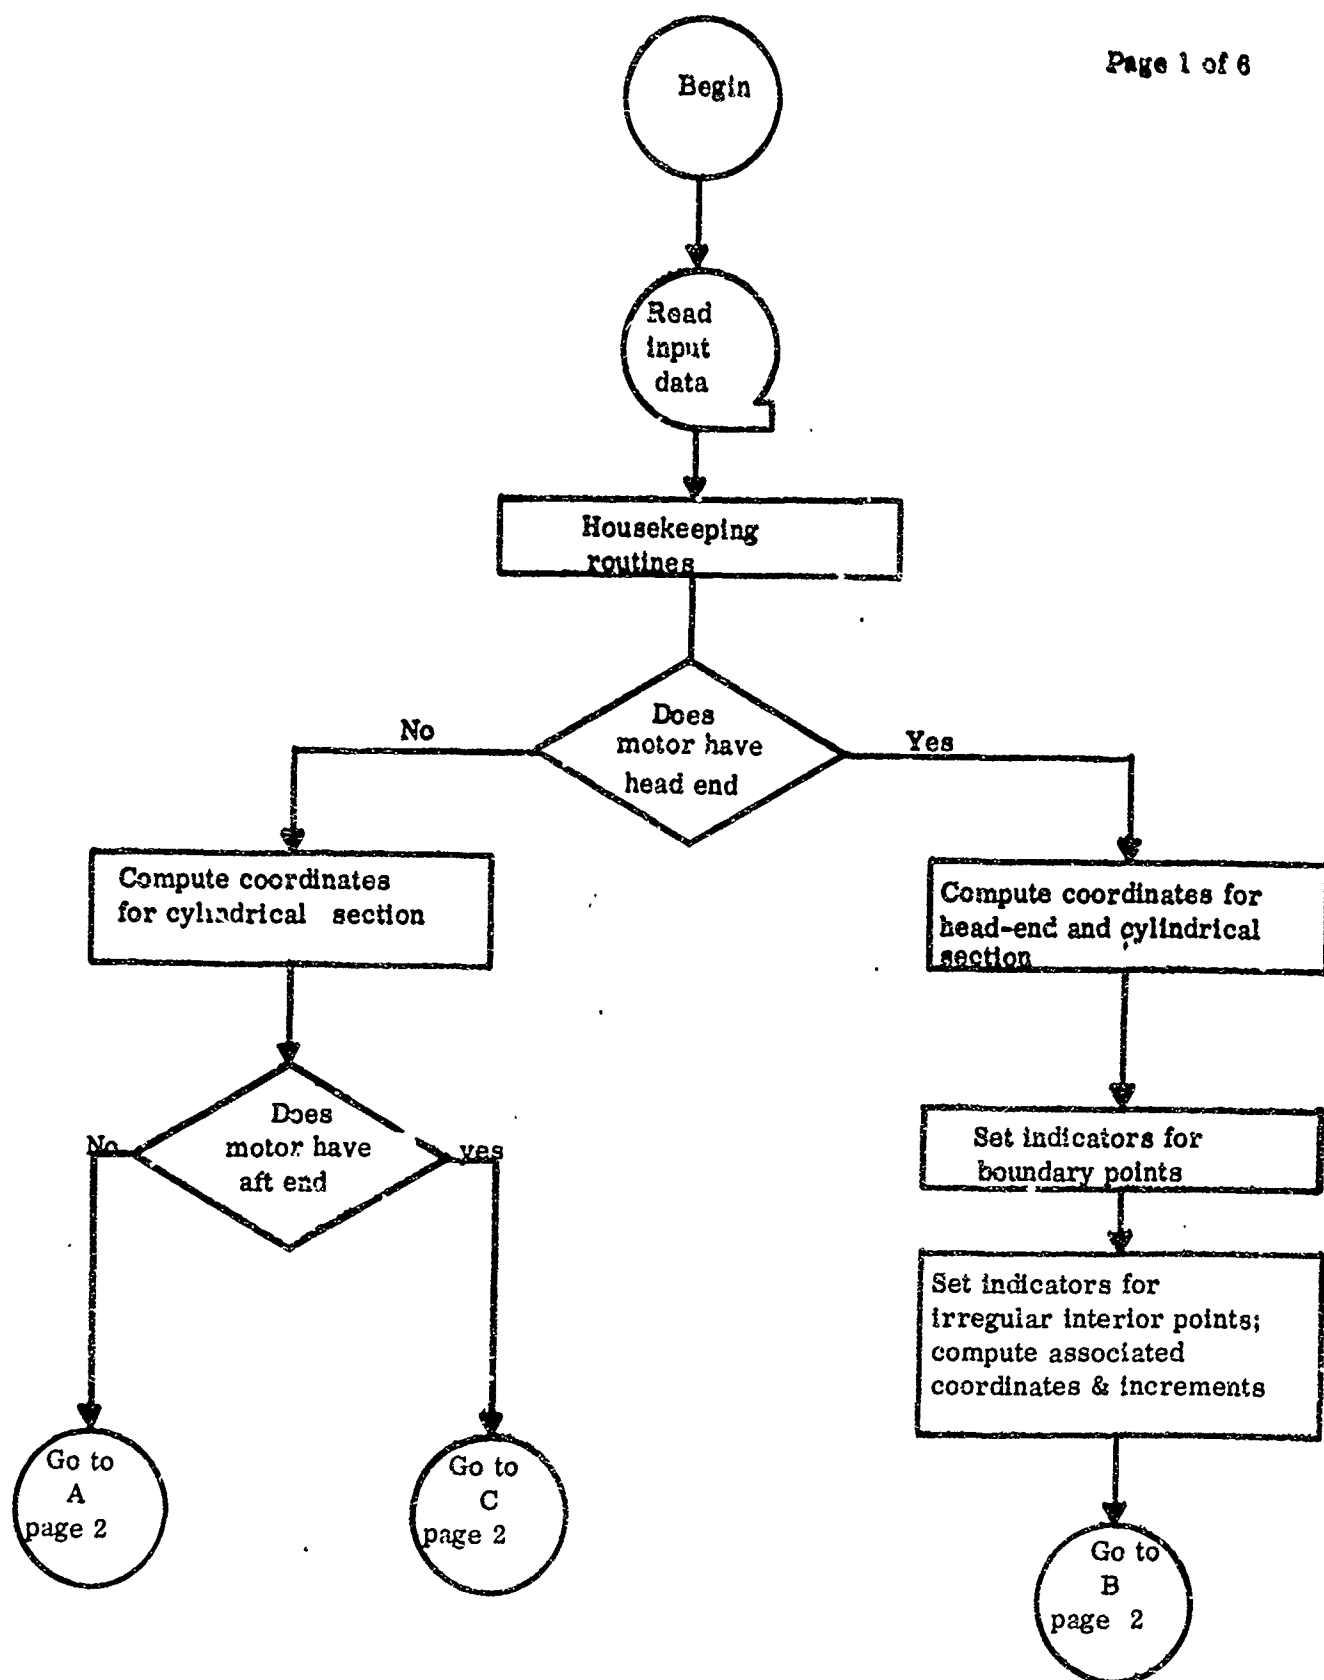 Page 1 of 6
Begin
Read
input
data
Housekeeping
routines
Does
motor have
head end
No
Yes
Compute coordinates
for cylindrical section
Compute coordinates for
head-end and cylindrical
section
Does
motor have
aft end
No
yes
Set indicators for
boundary points
Set indicators for
irregular interior points;
compute associated
coordinates & increments
Go to
A
page 2
Go to
C
page 2
Go to
B
page 2